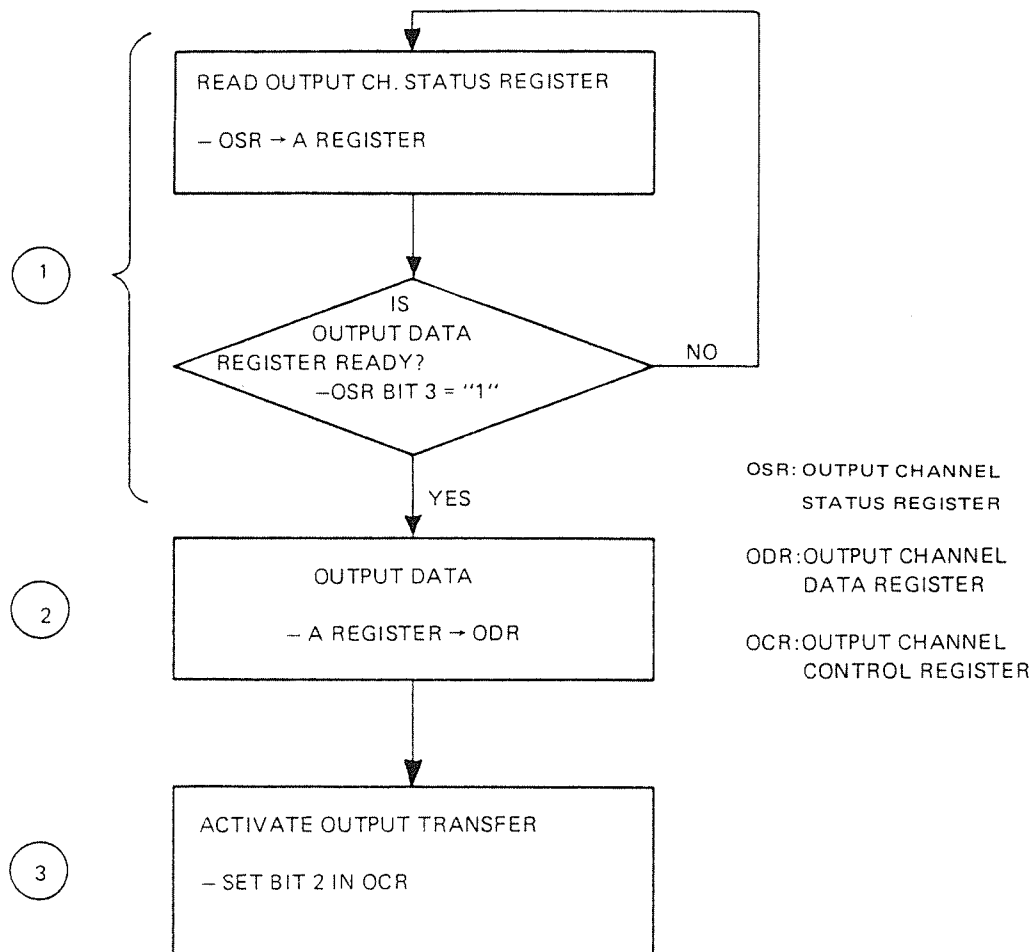 READ OUTPUT CH. STATUS REGISTER
– OSR → A REGISTER
1
IS
OUTPUT DATA
REGISTER READY?
–OSR BIT 3 = "1"
NO
YES
OSR: OUTPUT CHANNEL
STATUS REGISTER
ODR:OUTPUT CHANNEL
DATA REGISTER
OCR:OUTPUT CHANNEL
CONTROL REGISTER
2
OUTPUT DATA
– A REGISTER → ODR
3
ACTIVATE OUTPUT TRANSFER
– SET BIT 2 IN OCR